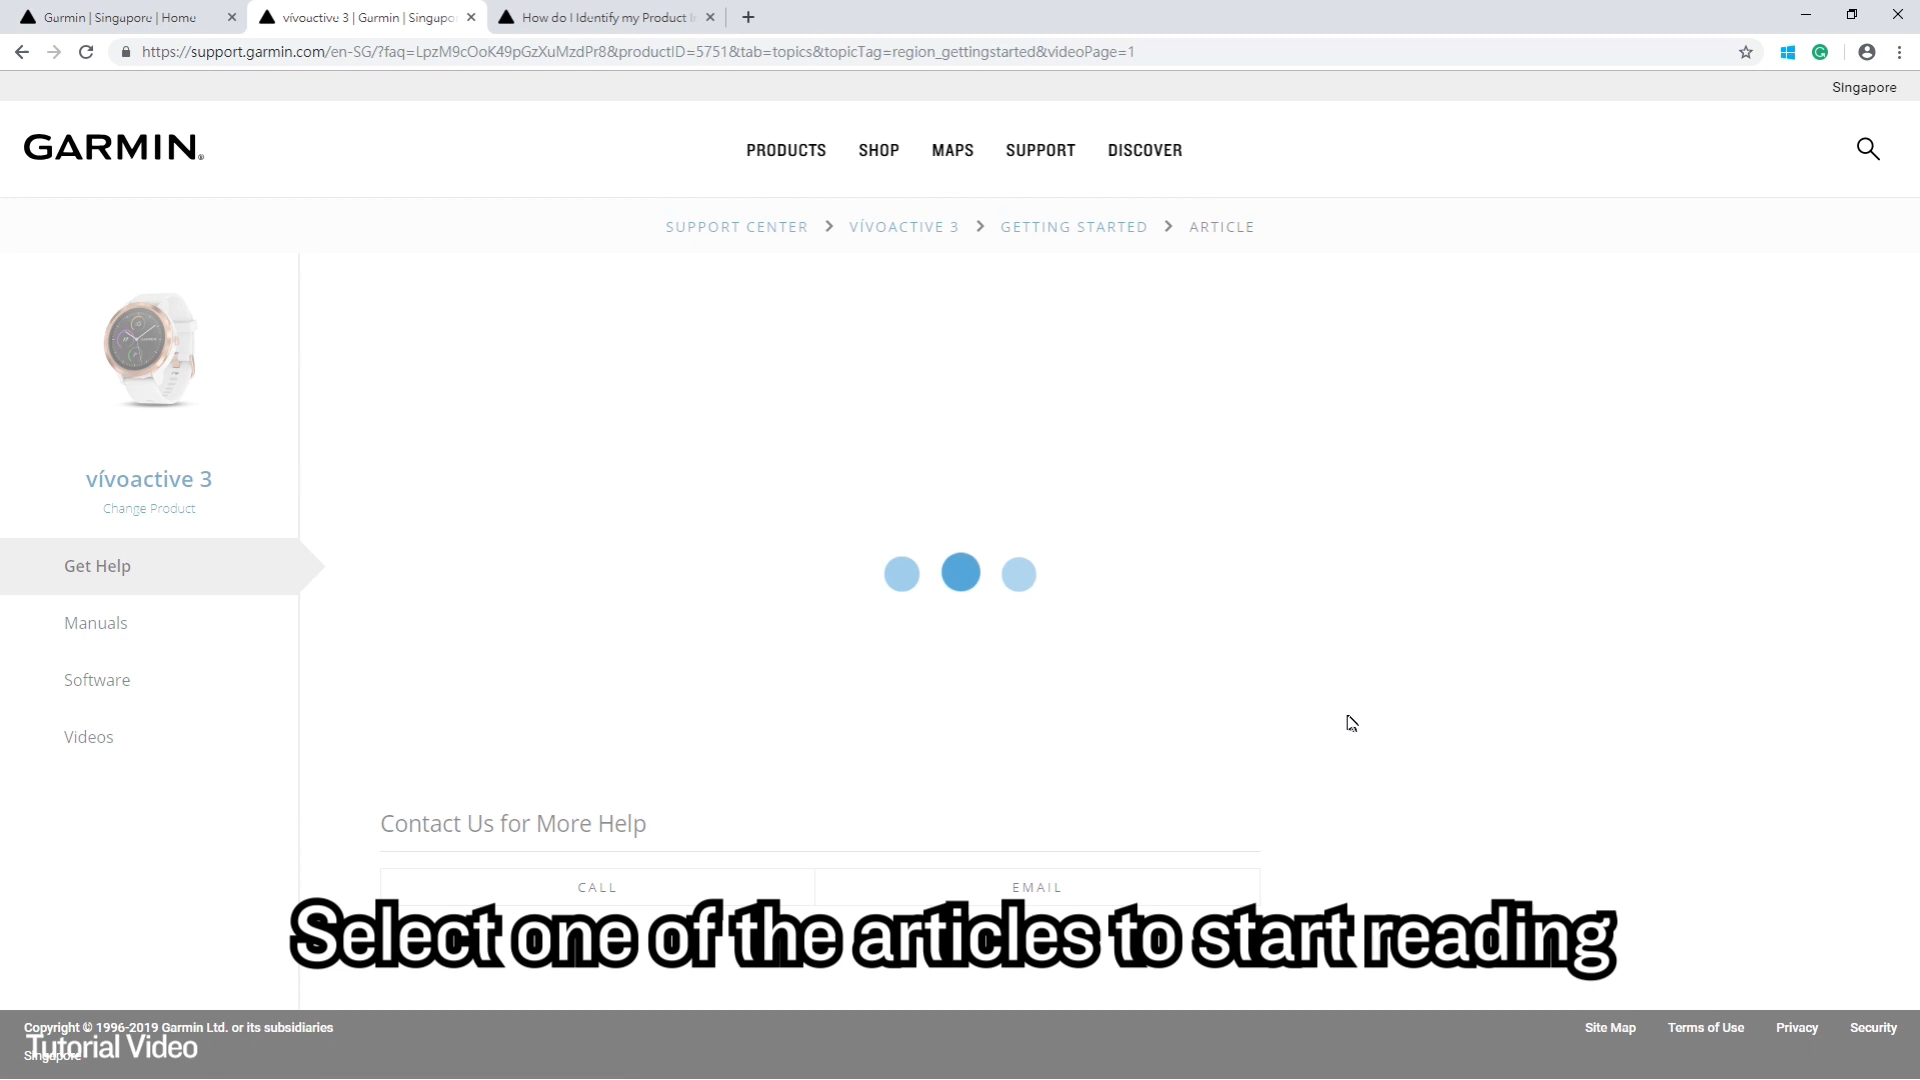 Garmin | Singapore | Home
vívoactive 3 | Garmin | Singapor
How do I Identify my Product I
https://support.garmin.com/en-SG/?faq=LpzM9cOoK49pGzXuMzdPr8&productID=5751&tab=topics&topicTag=region_gettingstarted&videoPage=1
Singapore
GARMIN®
PRODUCTS SHOP MAPS SUPPORT DISCOVER
SUPPORT CENTER > VÍVOACTIVE 3 > GETTING STARTED > ARTICLE
vívoactive 3
Change Product
Get Help
Manuals
Software
Videos
Contact Us for More Help
CALL EMAIL
Select one of the articles to start reading
Copyright © 1996-2019 Garmin Ltd. or its subsidiaries
Site Map Terms of Use Privacy Security
Tutorial Video
Singapore